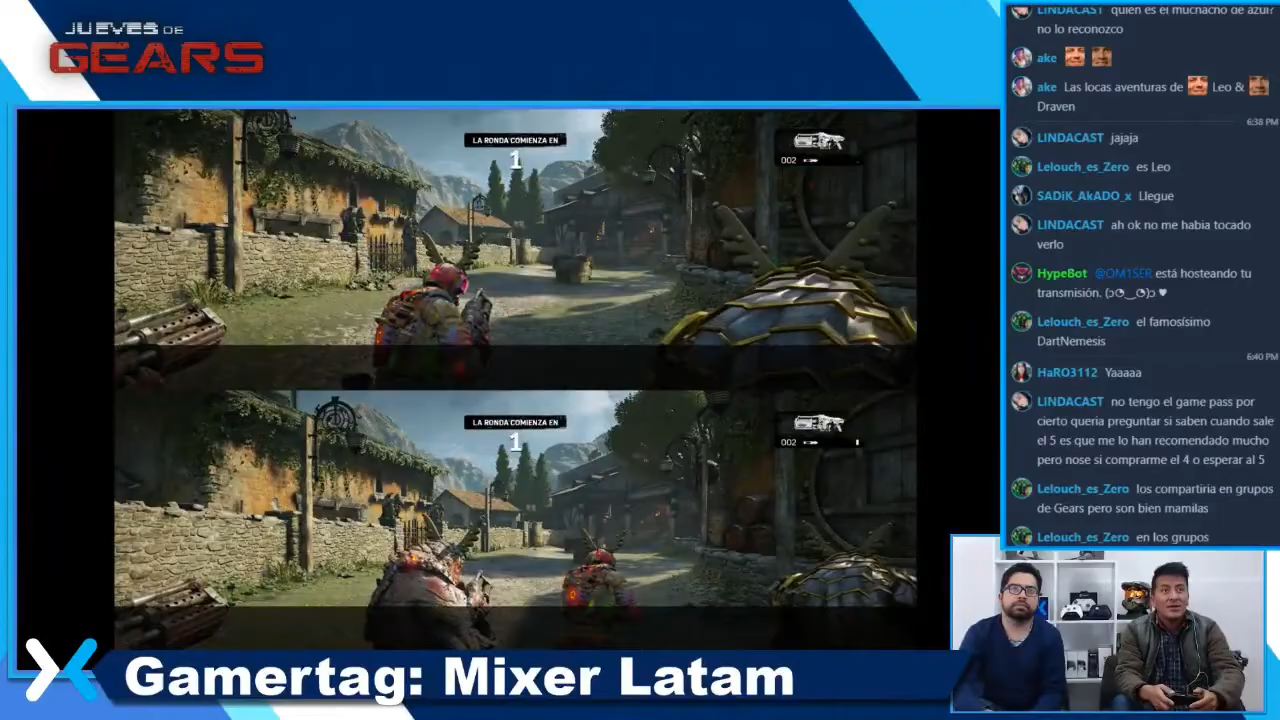 JUEVES DE
GEARS
LA RONDA COMIENZA EN
1
002
LA RONDA COMIENZA EN
1
002
LINDACAST quien es el muchacho de azul?
no lo reconozco
ake
ake Las locas aventuras de Leo &
Draven
6:38 PM
LINDACAST jajaja
Lelouch_es_Zero es Leo
SADiK_AkADO_x Llegue
LINDACAST ah ok no me habia tocado
verlo
HypeBot @OM1SER está hosteando tu
transmisión. (ɔ◔‿◔)ɔ ♥
Lelouch_es_Zero el famosísimo
DartNemesis
6:40 PM
HaRO3112 Yaaaaa
LINDACAST no tengo el game pass por
cierto queria preguntar si saben cuando sale
el 5 es que me lo han recomendado mucho
pero nose si comprarme el 4 o esperar al 5
Lelouch_es_Zero los compartiria en grupos
de Gears pero son bien mamilas
Lelouch_es_Zero en los grupos
Gamertag: Mixer Latam